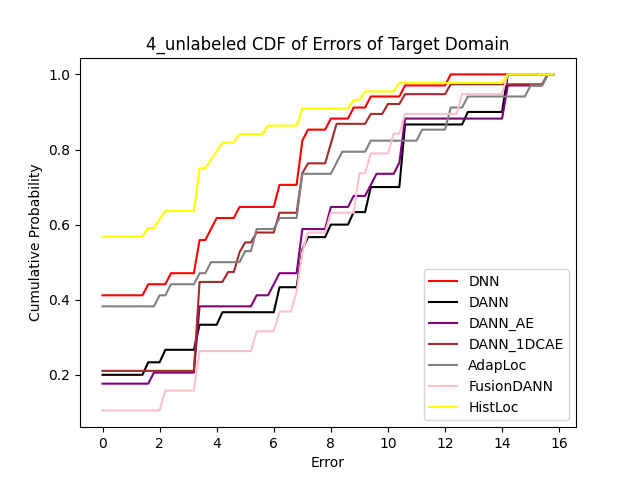 4_unlabeled CDF of Errors of Target Domain
1.0
0.8
0.6
0.4
0.2
Cumulative Probability
0 2 4 6 8 10 12 14 16
Error
DNN
DANN
DANN_AE
DANN_1DCAE
AdapLoc
FusionDANN
HistLoc